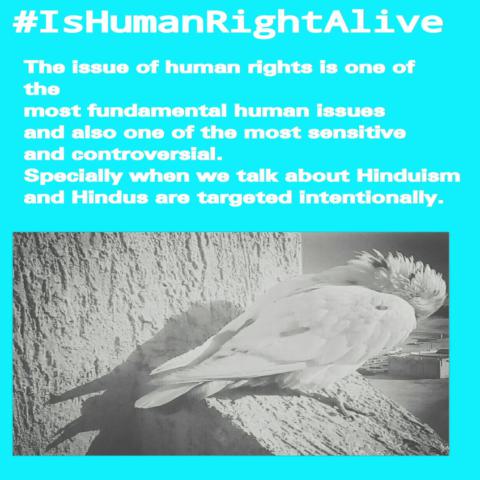 #IsHumanRightAlive
The issue of human rights is one of
the
most fundamental human issues
and also one of the most sensitive
and controversial.
Specially when we talk about Hinduism
and Hindus are targeted intentionally.